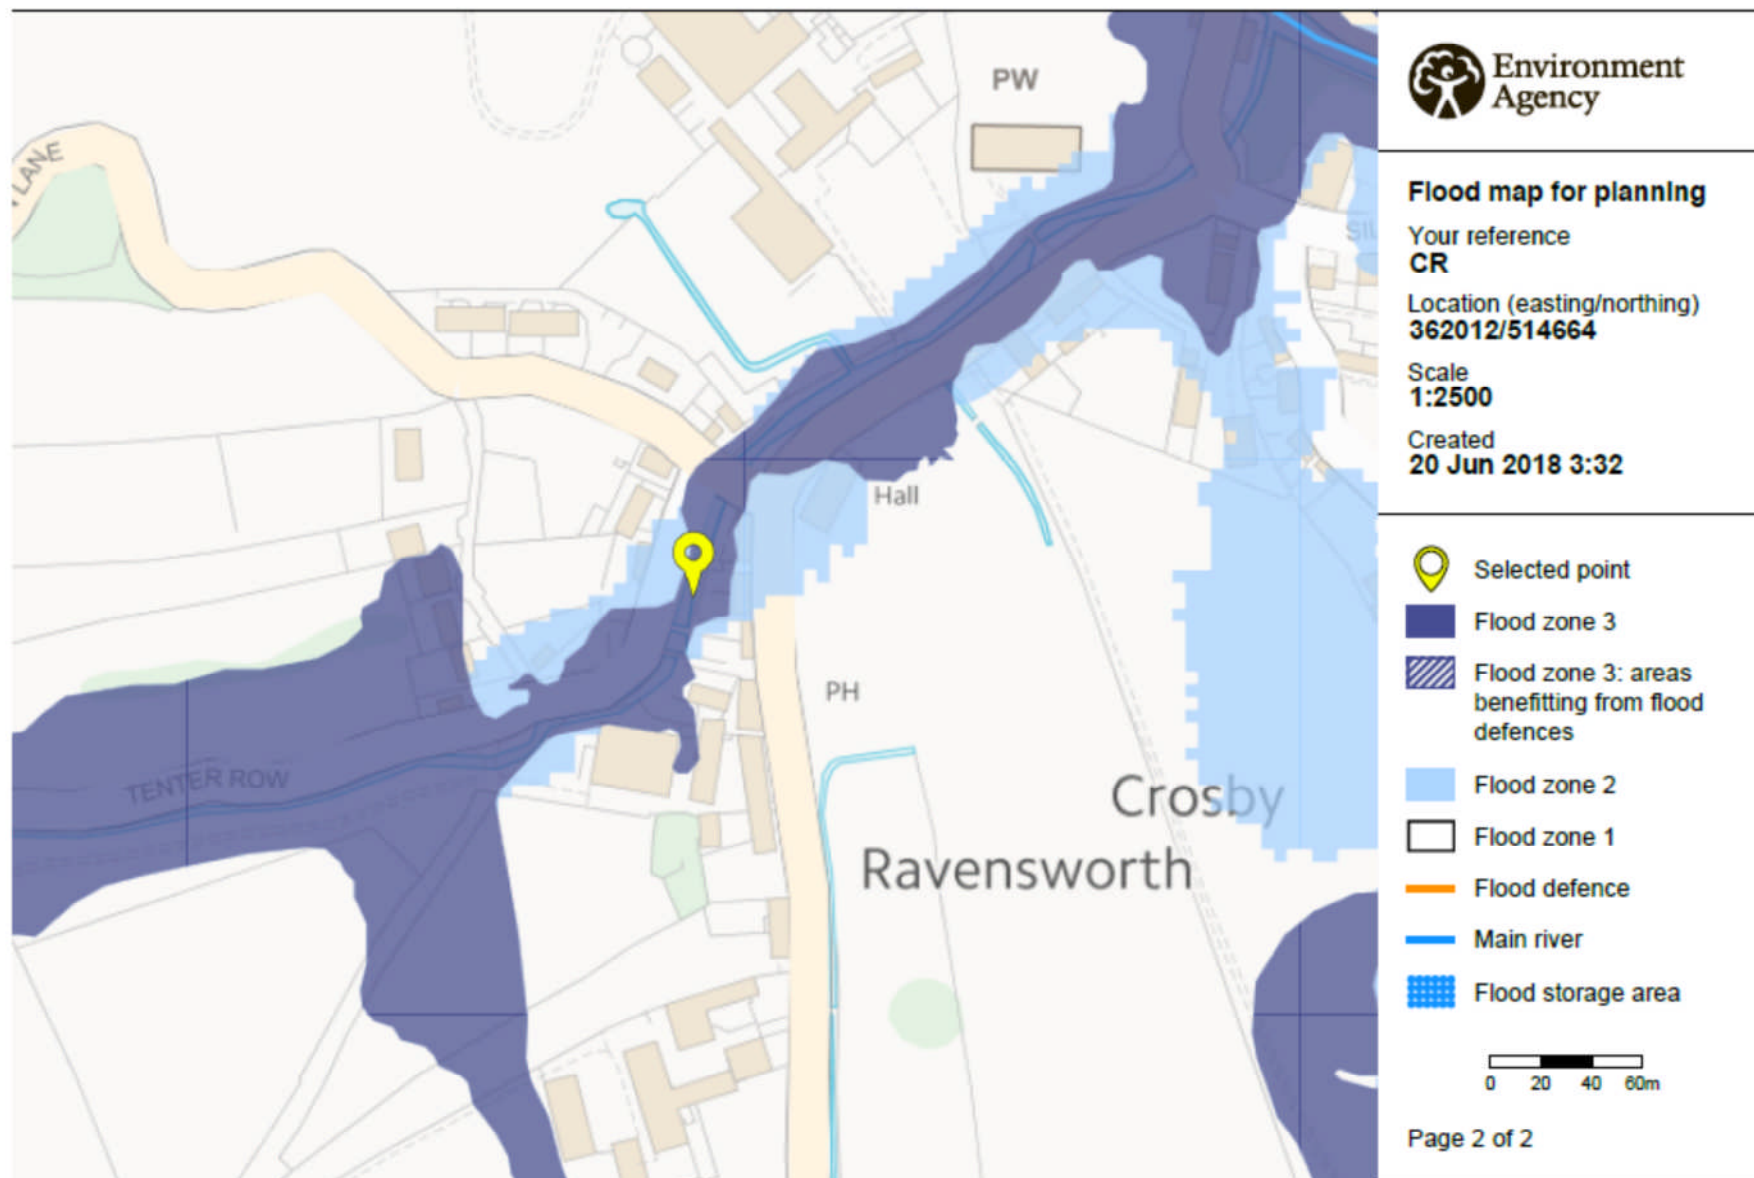 LANE
PW
SIL
Hall
PH
TENTER ROW
Crosby
Ravensworth
Environment
Agency
Flood map for planning
Your reference
CR
Location (easting/northing)
362012/514664
Scale
1:2500
Created
20 Jun 2018 3:32
Selected point
Flood zone 3
Flood zone 3: areas
benefitting from flood
defences
Flood zone 2
Flood zone 1
Flood defence
Main river
Flood storage area
0 20 40 60m
Page 2 of 2